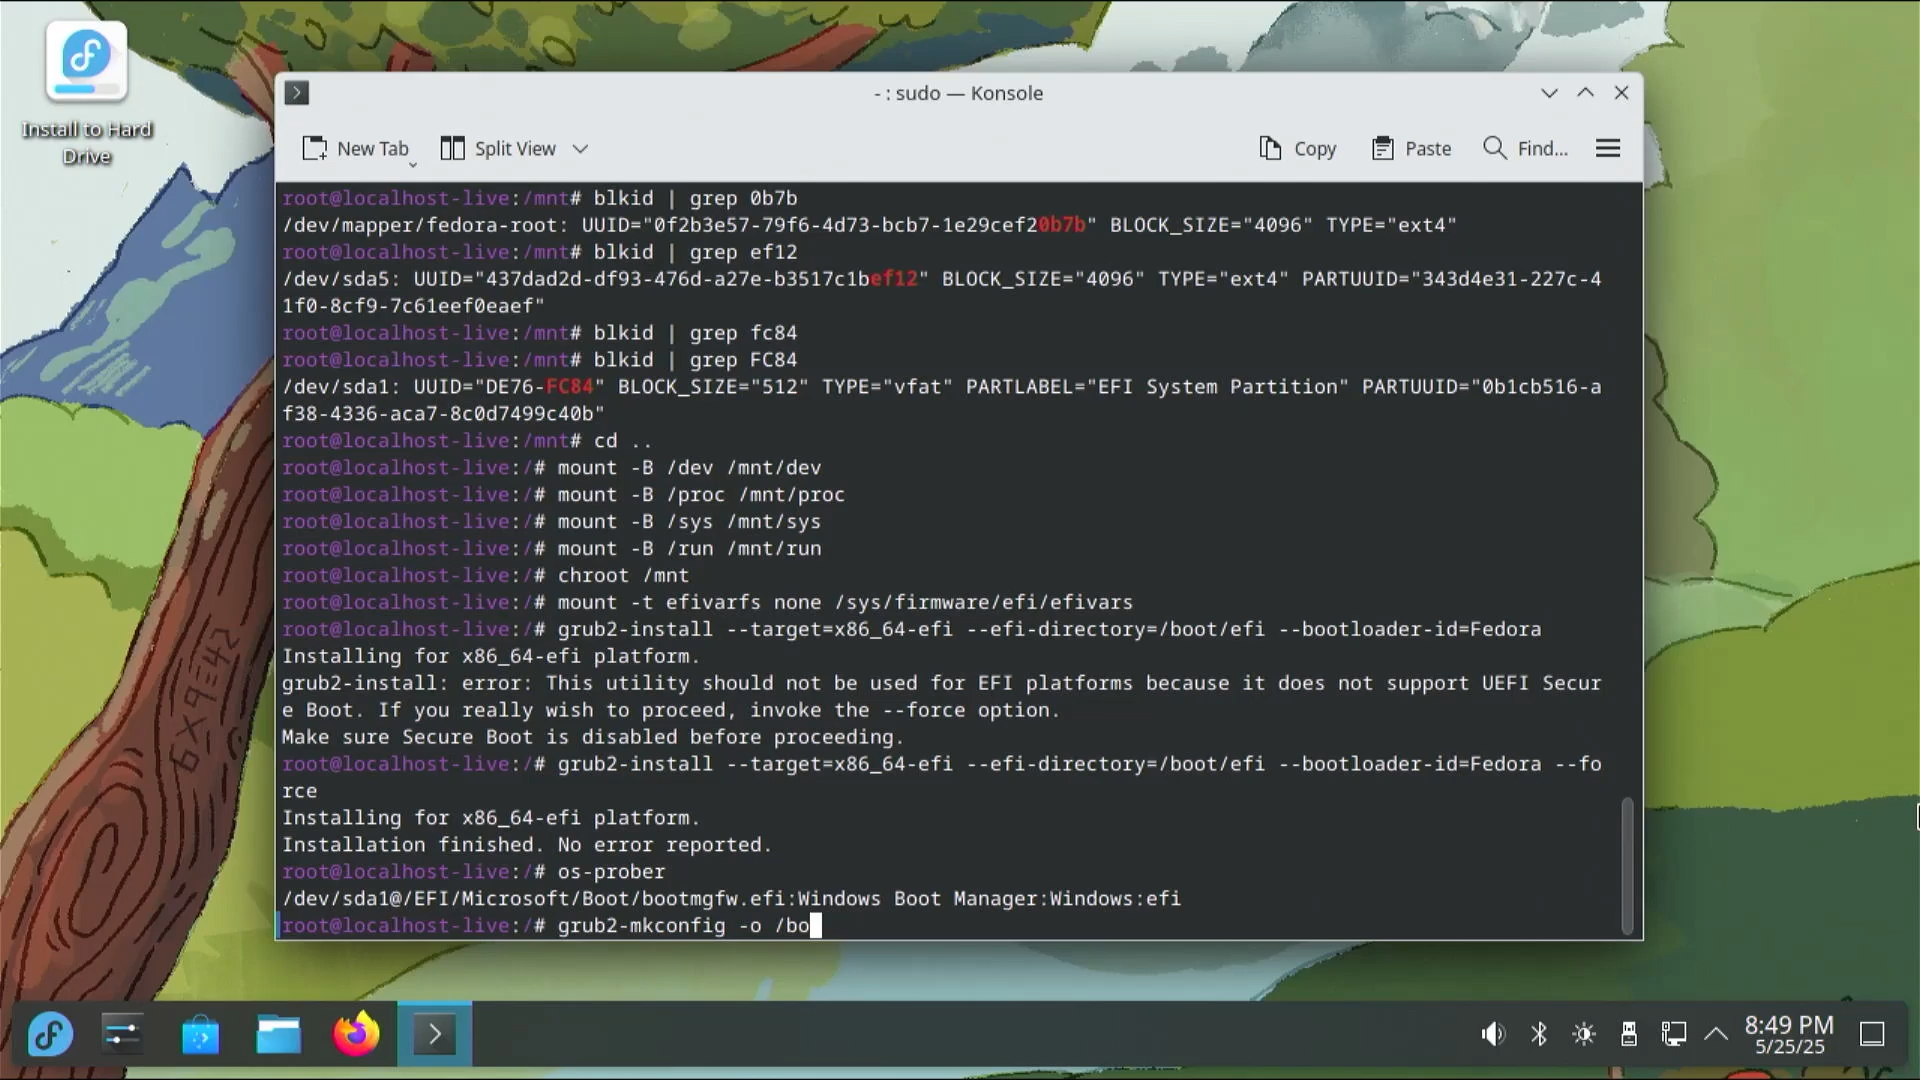 Install to Hard
Drive
- : sudo — Konsole
New Tab
Split View
Copy
Paste
Find...
root@localhost-live:/mnt# blkid | grep 0b7b
/dev/mapper/fedora-root: UUID="0f2b3e57-79f6-4d73-bcb7-1e29cef20b7b" BLOCK_SIZE="4096" TYPE="ext4"
root@localhost-live:/mnt# blkid | grep ef12
/dev/sda5: UUID="437dad2d-df93-476d-a27e-b3517c1bef12" BLOCK_SIZE="4096" TYPE="ext4" PARTUUID="343d4e31-227c-4
1f0-8cf9-7c61eef0eaef"
root@localhost-live:/mnt# blkid | grep fc84
root@localhost-live:/mnt# blkid | grep FC84
/dev/sda1: UUID="DE76-FC84" BLOCK_SIZE="512" TYPE="vfat" PARTLABEL="EFI System Partition" PARTUUID="0b1cb516-a
f38-4336-aca7-8c0d7499c40b"
root@localhost-live:/mnt# cd ..
root@localhost-live:/# mount -B /dev /mnt/dev
root@localhost-live:/# mount -B /proc /mnt/proc
root@localhost-live:/# mount -B /sys /mnt/sys
root@localhost-live:/# mount -B /run /mnt/run
root@localhost-live:/# chroot /mnt
root@localhost-live:/# mount -t efivarfs none /sys/firmware/efi/efivars
root@localhost-live:/# grub2-install --target=x86_64-efi --efi-directory=/boot/efi --bootloader-id=Fedora
Installing for x86_64-efi platform.
grub2-install: error: This utility should not be used for EFI platforms because it does not support UEFI Secur
e Boot. If you really wish to proceed, invoke the --force option.
Make sure Secure Boot is disabled before proceeding.
root@localhost-live:/# grub2-install --target=x86_64-efi --efi-directory=/boot/efi --bootloader-id=Fedora --fo
rce
Installing for x86_64-efi platform.
Installation finished. No error reported.
root@localhost-live:/# os-prober
/dev/sda1@/EFI/Microsoft/Boot/bootmgfw.efi:Windows Boot Manager:Windows:efi
root@localhost-live:/# grub2-mkconfig -o /bo
6x9=42
8:49 PM
5/25/25